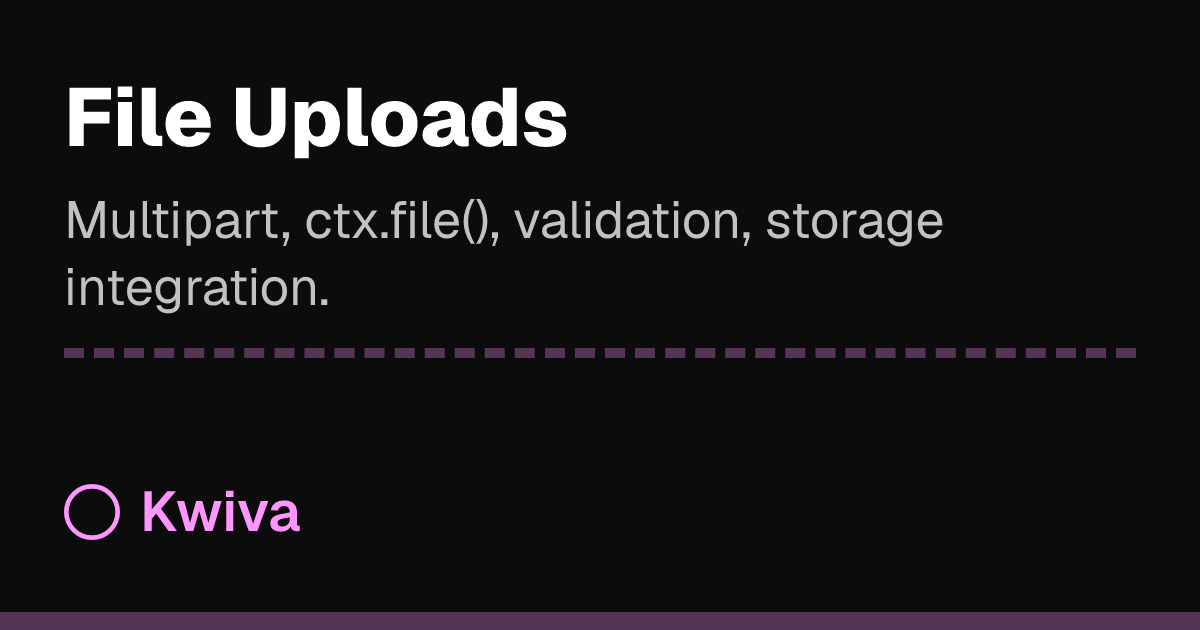 File Uploads
Multipart, ctx.file(), validation, storage
integration.
Kwiva